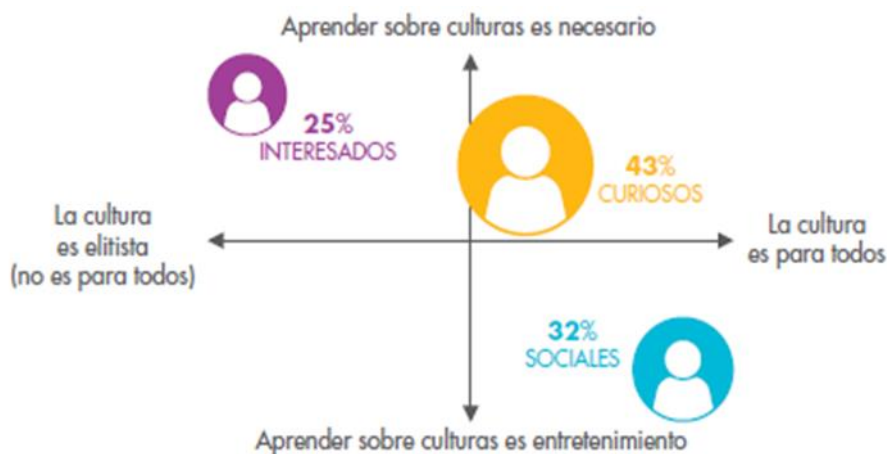 Aprender sobre culturas es necesario
25%
INTERESADOS
43%
CURIOSOS
La cultura
es elitista
(no es para todos)
La cultura
es para todos
32%
SOCIALES
Aprender sobre culturas es entretenimiento